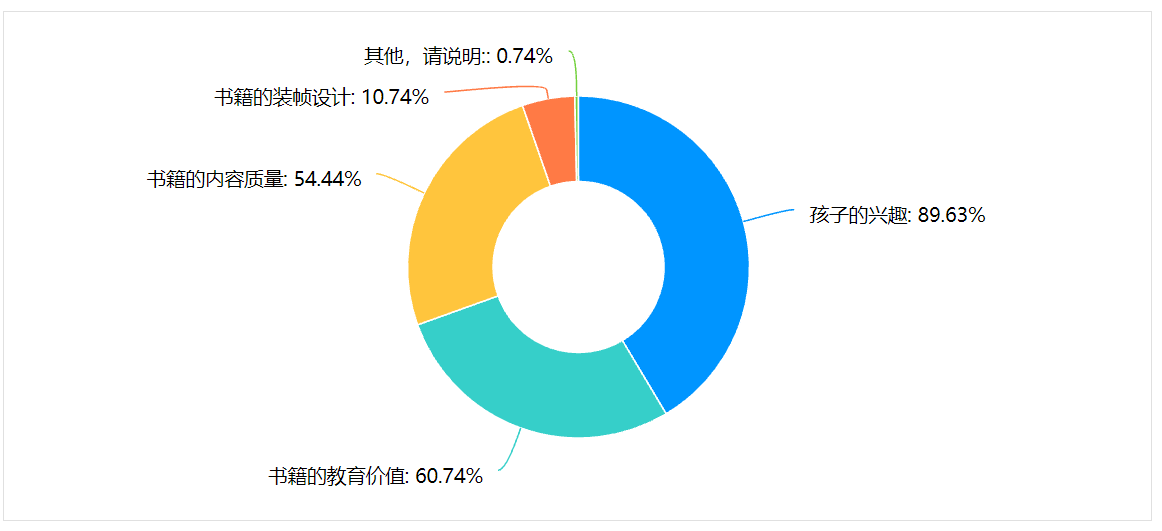 其他，请说明:: 0.74%
书籍的装帧设计: 10.74%
书籍的内容质量: 54.44%
孩子的兴趣: 89.63%
书籍的教育价值: 60.74%